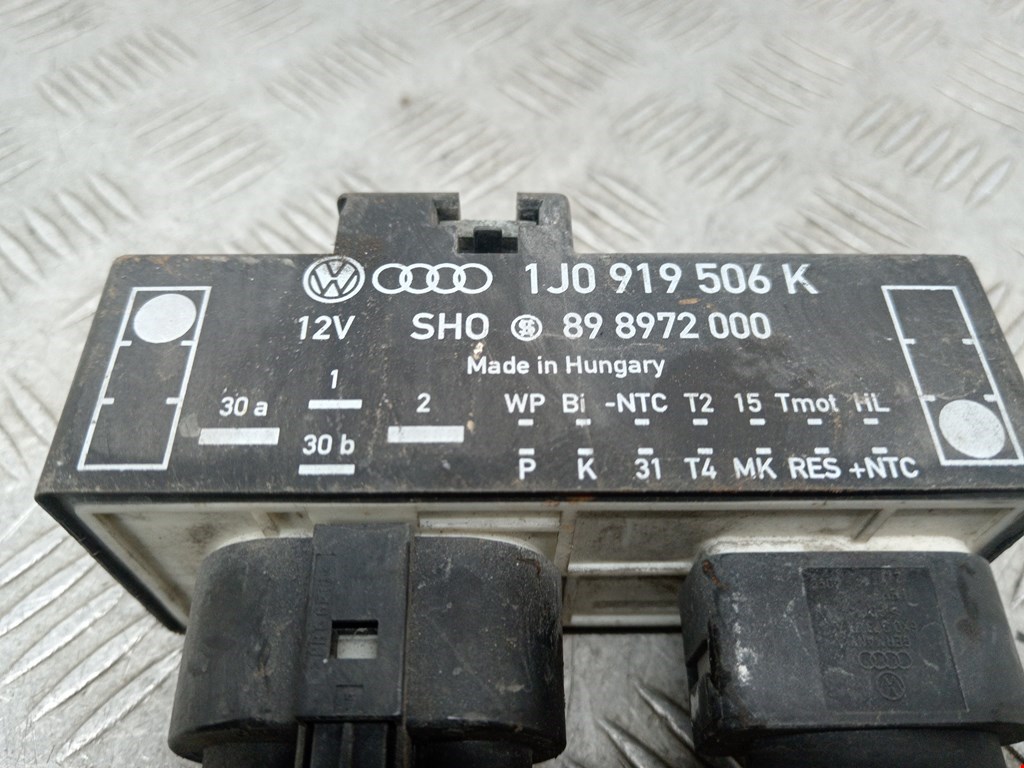 1J0 919 506 K
12V SHO 89 8972 000
Made in Hungary
30 a 1 2 WP Bi -NTC T2 15 Tmot HL
30 b P K 31 T4 MK RES +NTC